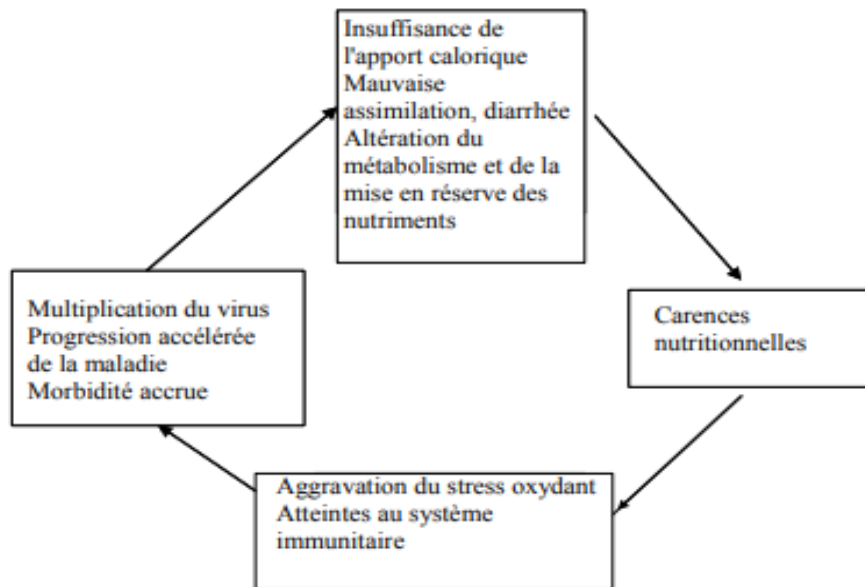 Insuffisance de
l'apport calorique
Mauvaise
assimilation, diarrhée
Altération du
métabolisme et de la
mise en réserve des
nutriments
Multiplication du virus
Progression accélérée
de la maladie
Morbidité accrue
Carences
nutritionnelles
Aggravation du stress oxydant
Atteintes au système
immunitaire